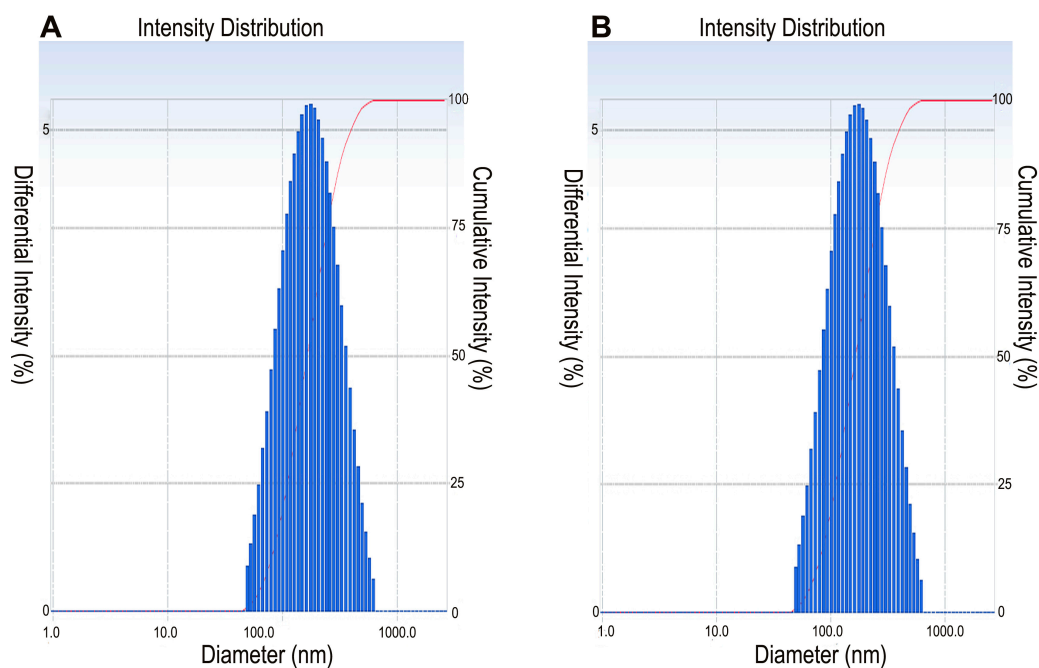 A
Intensity Distribution
5
0
Differential Intensity (%)
100
75
50
25
0
Cumulative Intensity (%)
1.0
10.0
100.0
1000.0
Diameter (nm)
B
Intensity Distribution
5
0
Differential Intensity (%)
100
75
50
25
0
Cumulative Intensity (%)
1.0
10.0
100.0
1000.0
Diameter (nm)